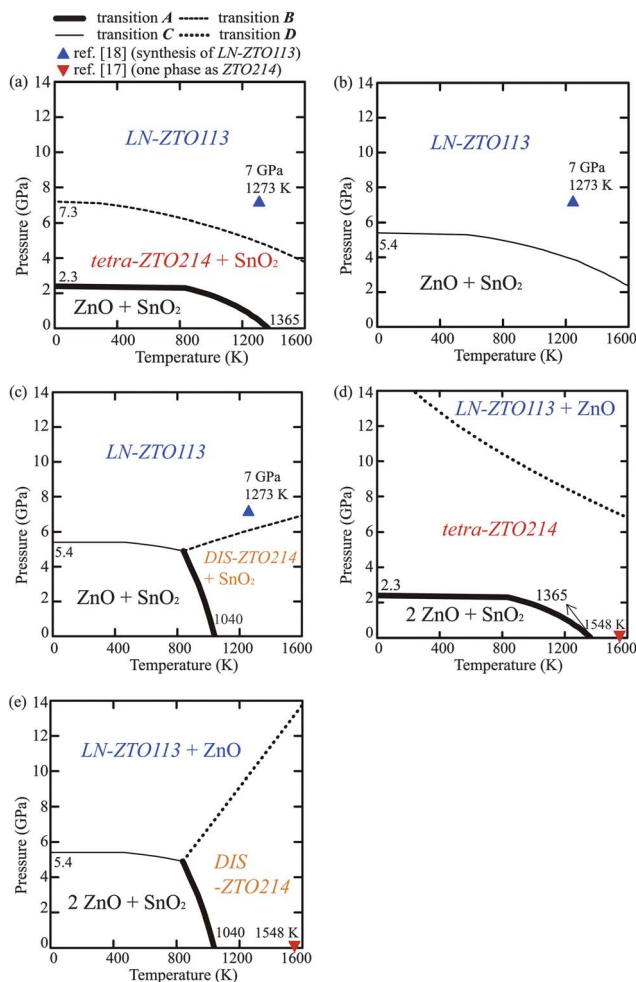 transition A transition B
transition C transition D
ref. [18] (synthesis of LN-ZTO113)
ref. [17] (one phase as ZTO214)
(a)
14
12
10
8
6
4
2
0
Pressure (GPa)
LN-ZTO113
7 GPa
1273 K
7.3
tetra-ZTO214 + SnO₂
2.3
ZnO + SnO₂
1365
0 400 800 1200 1600
Temperature (K)
(b)
14
12
10
8
6
4
2
0
Pressure (GPa)
LN-ZTO113
7 GPa
1273 K
5.4
ZnO + SnO₂
0 400 800 1200 1600
Temperature (K)
(c)
14
12
10
8
6
4
2
0
Pressure (GPa)
LN-ZTO113
7 GPa
1273 K
5.4
DIS-ZTO214
+ SnO₂
ZnO + SnO₂
1040
0 400 800 1200 1600
Temperature (K)
(d)
14
12
10
8
6
4
2
0
Pressure (GPa)
LN-ZTO113 + ZnO
tetra-ZTO214
2.3
1365
2 ZnO + SnO₂
1548 K
0 400 800 1200 1600
Temperature (K)
(e)
14
12
10
8
6
4
2
0
Pressure (GPa)
LN-ZTO113 + ZnO
5.4
DIS
-ZTO214
2 ZnO + SnO₂
1040 1548 K
0 400 800 1200 1600
Temperature (K)